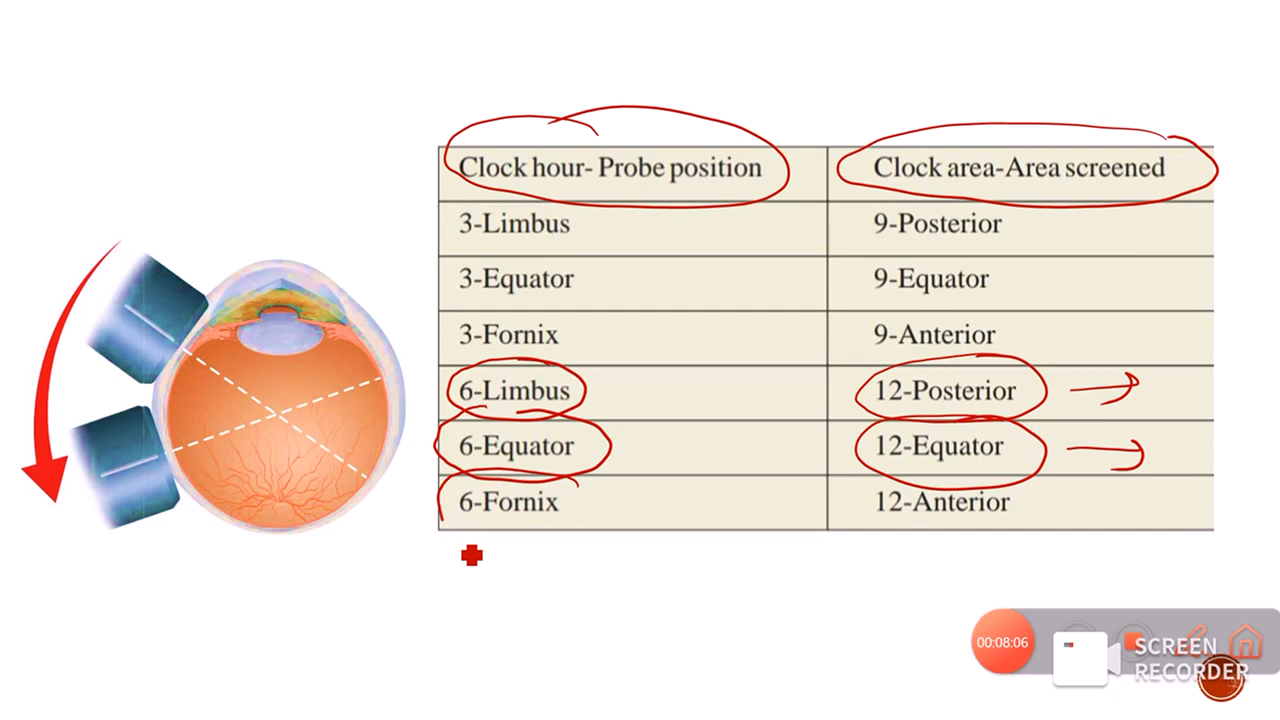 Clock hour- Probe position Clock area-Area screened
3-Limbus 9-Posterior
3-Equator 9-Equator
3-Fornix 9-Anterior
6-Limbus 12-Posterior
6-Equator 12-Equator
6-Fornix 12-Anterior
00:08:06
SCREEN
RECORDER